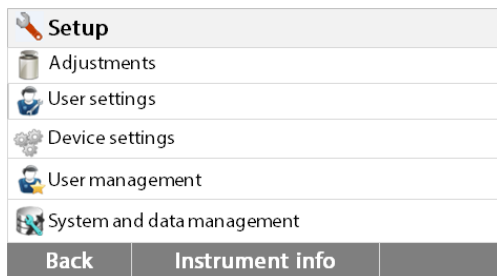 Setup
Adjustments
User settings
Device settings
User management
System and data management
Back Instrument info